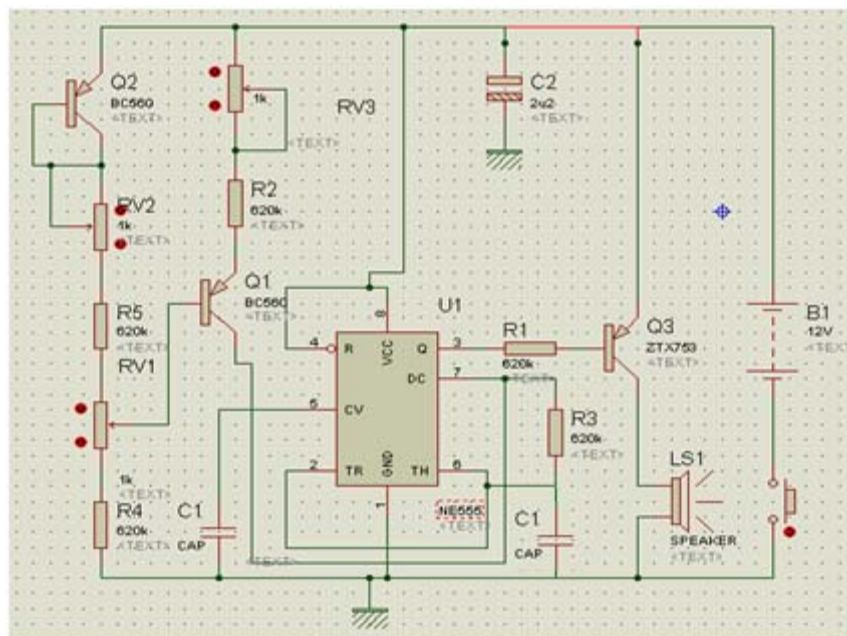 Q2
BC560
<TEXT>
1k
RV3
<TEXT>
C2
2u2
<TEXT>
RV2
1k
<TEXT>
R2
620k
<TEXT>
R5
620k
<TEXT>
Q1
BC560
<TEXT>
U1
B1
12V
<TEXT>
RV1
R1
620k
<TEXT>
Q3
ZTX753
<TEXT>
4
R
8
VCC
Q
3
DC
7
5
CV
2
TR
GND
1
TH
6
R3
620k
<TEXT>
NE555
<TEXT>
LS1
SPEAKER
<TEXT>
1k
<TEXT>
R4
620k
<TEXT>
C1
CAP
<TEXT>
C1
CAP